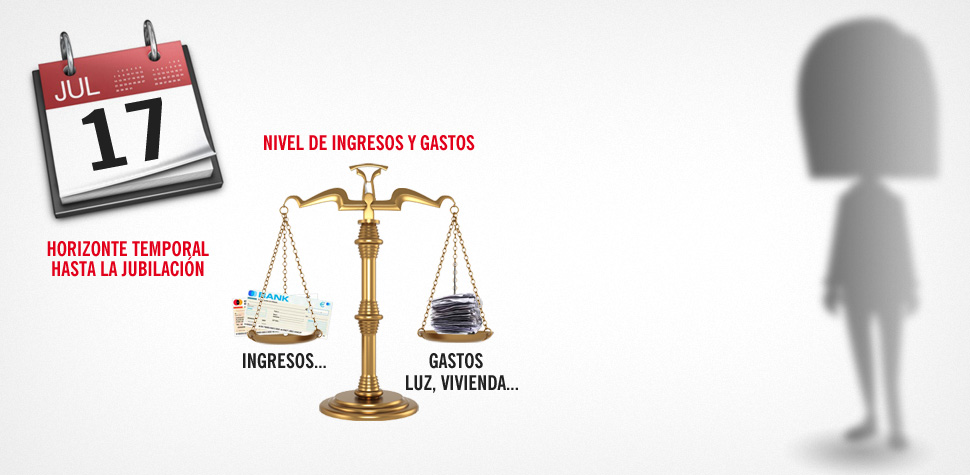 JUL
17
HORIZONTE TEMPORAL
HASTA LA JUBILACIÓN
NIVEL DE INGRESOS Y GASTOS
BANK
INGRESOS...
GASTOS
LUZ, VIVIENDA...